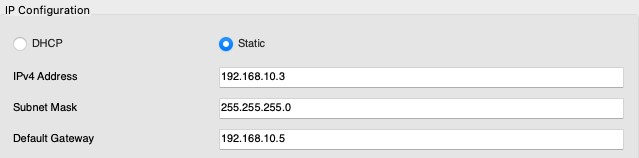 IP Configuration
DHCP Static
IPv4 Address 192.168.10.3
Subnet Mask 255.255.255.0
Default Gateway 192.168.10.5